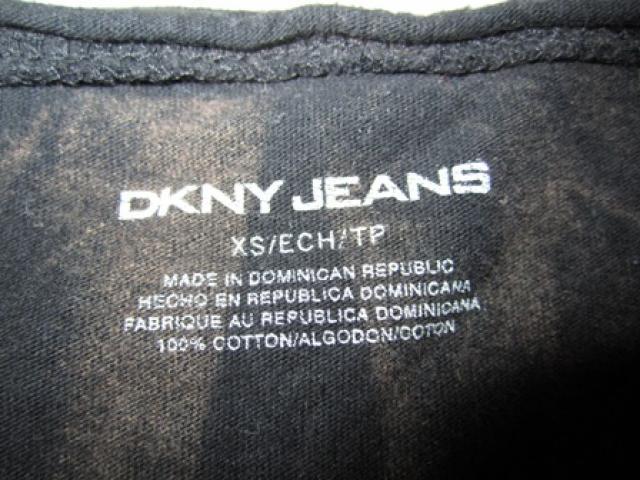 DKNY JEANS
XS/ECH/TP
MADE IN DOMINICAN REPUBLIC
HECHO EN REPUBLICA DOMINICANA
FABRIQUE AU REPUBLICA DOMINICANA
100% COTTON/ALGODON/COTON